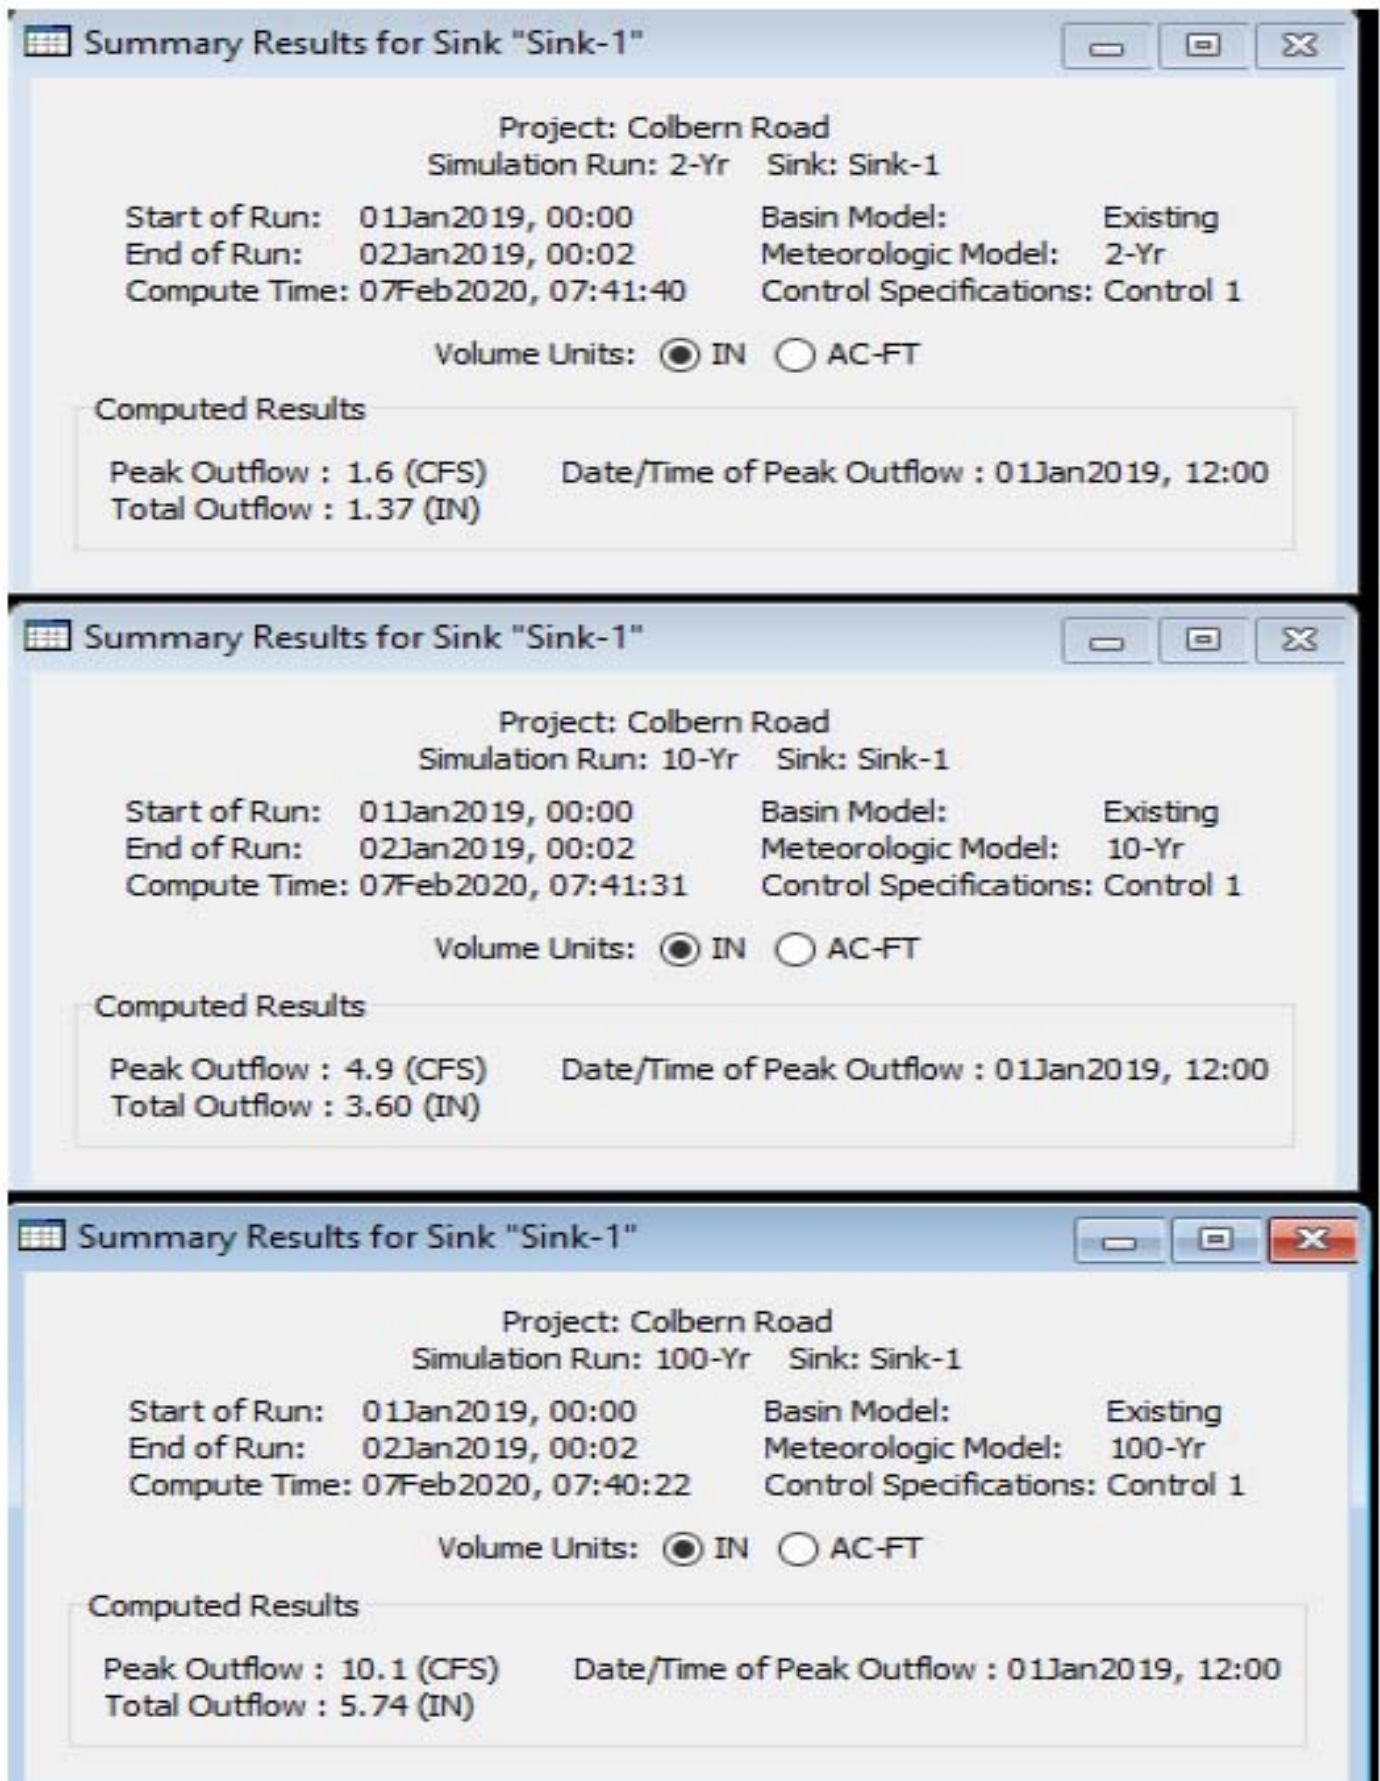 Summary Results for Sink "Sink-1"
Project: Colbern Road
Simulation Run: 2-Yr Sink: Sink-1
Start of Run: 01Jan2019, 00:00 Basin Model: Existing
End of Run: 02Jan2019, 00:02 Meteorologic Model: 2-Yr
Compute Time: 07Feb2020, 07:41:40 Control Specifications: Control 1
Volume Units: IN AC-FT
Computed Results
Peak Outflow : 1.6 (CFS) Date/Time of Peak Outflow : 01Jan2019, 12:00
Total Outflow : 1.37 (IN)
Summary Results for Sink "Sink-1"
Project: Colbern Road
Simulation Run: 10-Yr Sink: Sink-1
Start of Run: 01Jan2019, 00:00 Basin Model: Existing
End of Run: 02Jan2019, 00:02 Meteorologic Model: 10-Yr
Compute Time: 07Feb2020, 07:41:31 Control Specifications: Control 1
Volume Units: IN AC-FT
Computed Results
Peak Outflow : 4.9 (CFS) Date/Time of Peak Outflow : 01Jan2019, 12:00
Total Outflow : 3.60 (IN)
Summary Results for Sink "Sink-1"
Project: Colbern Road
Simulation Run: 100-Yr Sink: Sink-1
Start of Run: 01Jan2019, 00:00 Basin Model: Existing
End of Run: 02Jan2019, 00:02 Meteorologic Model: 100-Yr
Compute Time: 07Feb2020, 07:40:22 Control Specifications: Control 1
Volume Units: IN AC-FT
Computed Results
Peak Outflow : 10.1 (CFS) Date/Time of Peak Outflow : 01Jan2019, 12:00
Total Outflow : 5.74 (IN)